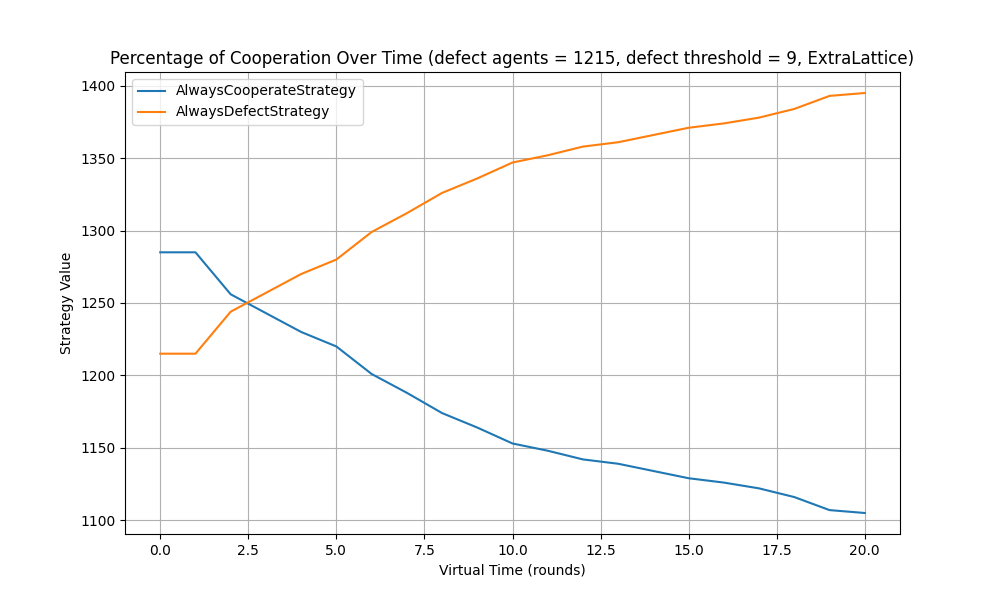 Percentage of Cooperation Over Time (defect agents = 1215, defect threshold = 9, ExtraLattice)
AlwaysCooperateStrategy
AlwaysDefectStrategy
1400
1350
1300
1250
1200
1150
1100
Strategy Value
0.0 2.5 5.0 7.5 10.0 12.5 15.0 17.5 20.0
Virtual Time (rounds)